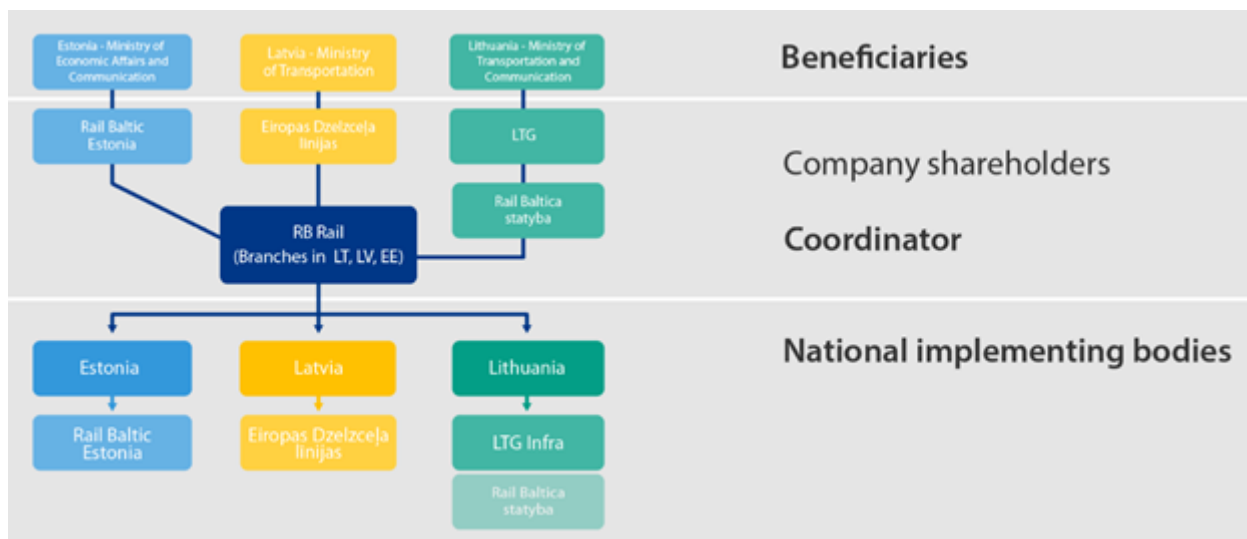 Estonia - Ministry of
Economic Affairs and
Communication
Latvia - Ministry
of Transportation
Lithuania - Ministry of
Transportation and
Communication
Beneficiaries
Rail Baltic
Estonia
Eiropas Dzelzceļa
līnijas
LTG
Company shareholders
Rail Baltica
statyba
RB Rail
(Branches in LT, LV, EE)
Coordinator
Estonia
Latvia
Lithuania
National implementing bodies
Rail Baltic
Estonia
Eiropas Dzelzceļa
līnijas
LTG Infra
Rail Baltica
statyba